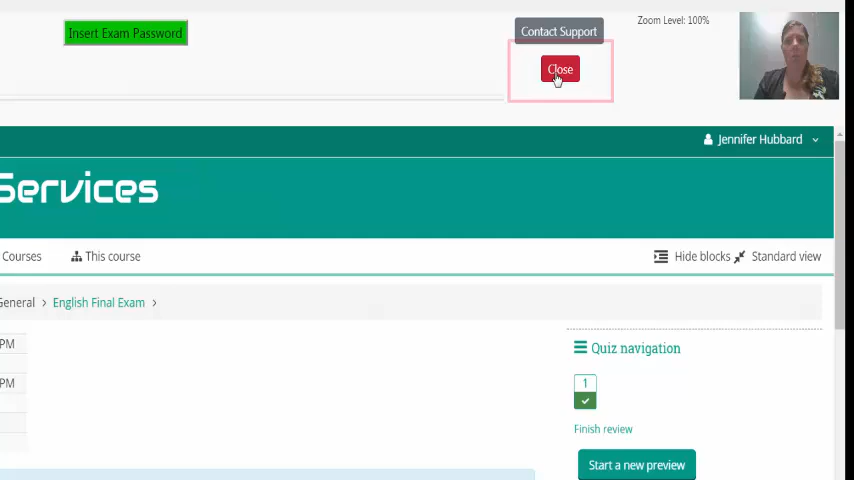 Insert Exam Password
Contact Support
Zoom Level: 100%
Close
Jennifer Hubbard
Services
Courses
This course
Hide blocks
Standard view
General > English Final Exam >
PM
PM
Quiz navigation
1
Finish review
Start a new preview